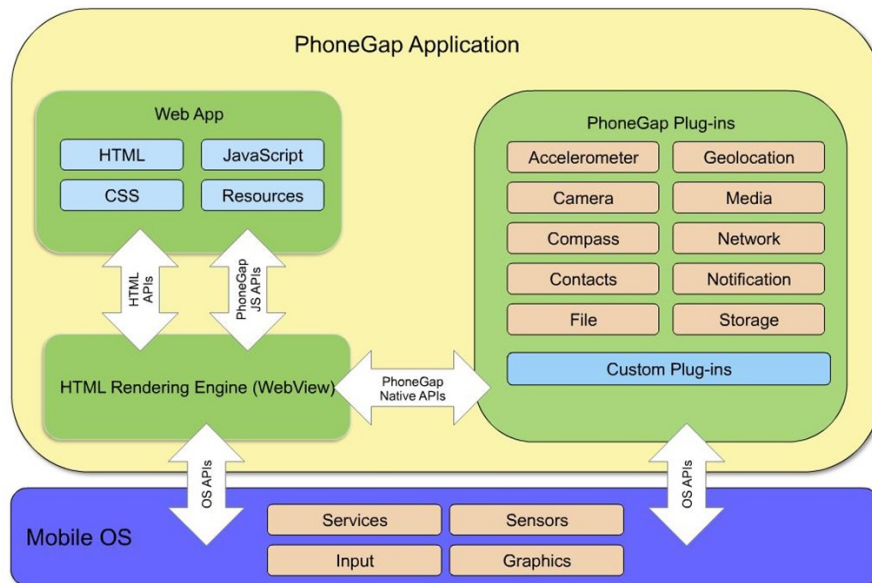 PhoneGap Application
Web App
HTML
JavaScript
CSS
Resources
HTML
APIs
PhoneGap
JS APIs
HTML Rendering Engine (WebView)
PhoneGap
Native APIs
PhoneGap Plug-ins
Accelerometer
Geolocation
Camera
Media
Compass
Network
Contacts
Notification
File
Storage
Custom Plug-ins
OS APIs
OS APIs
Mobile OS
Services
Sensors
Input
Graphics